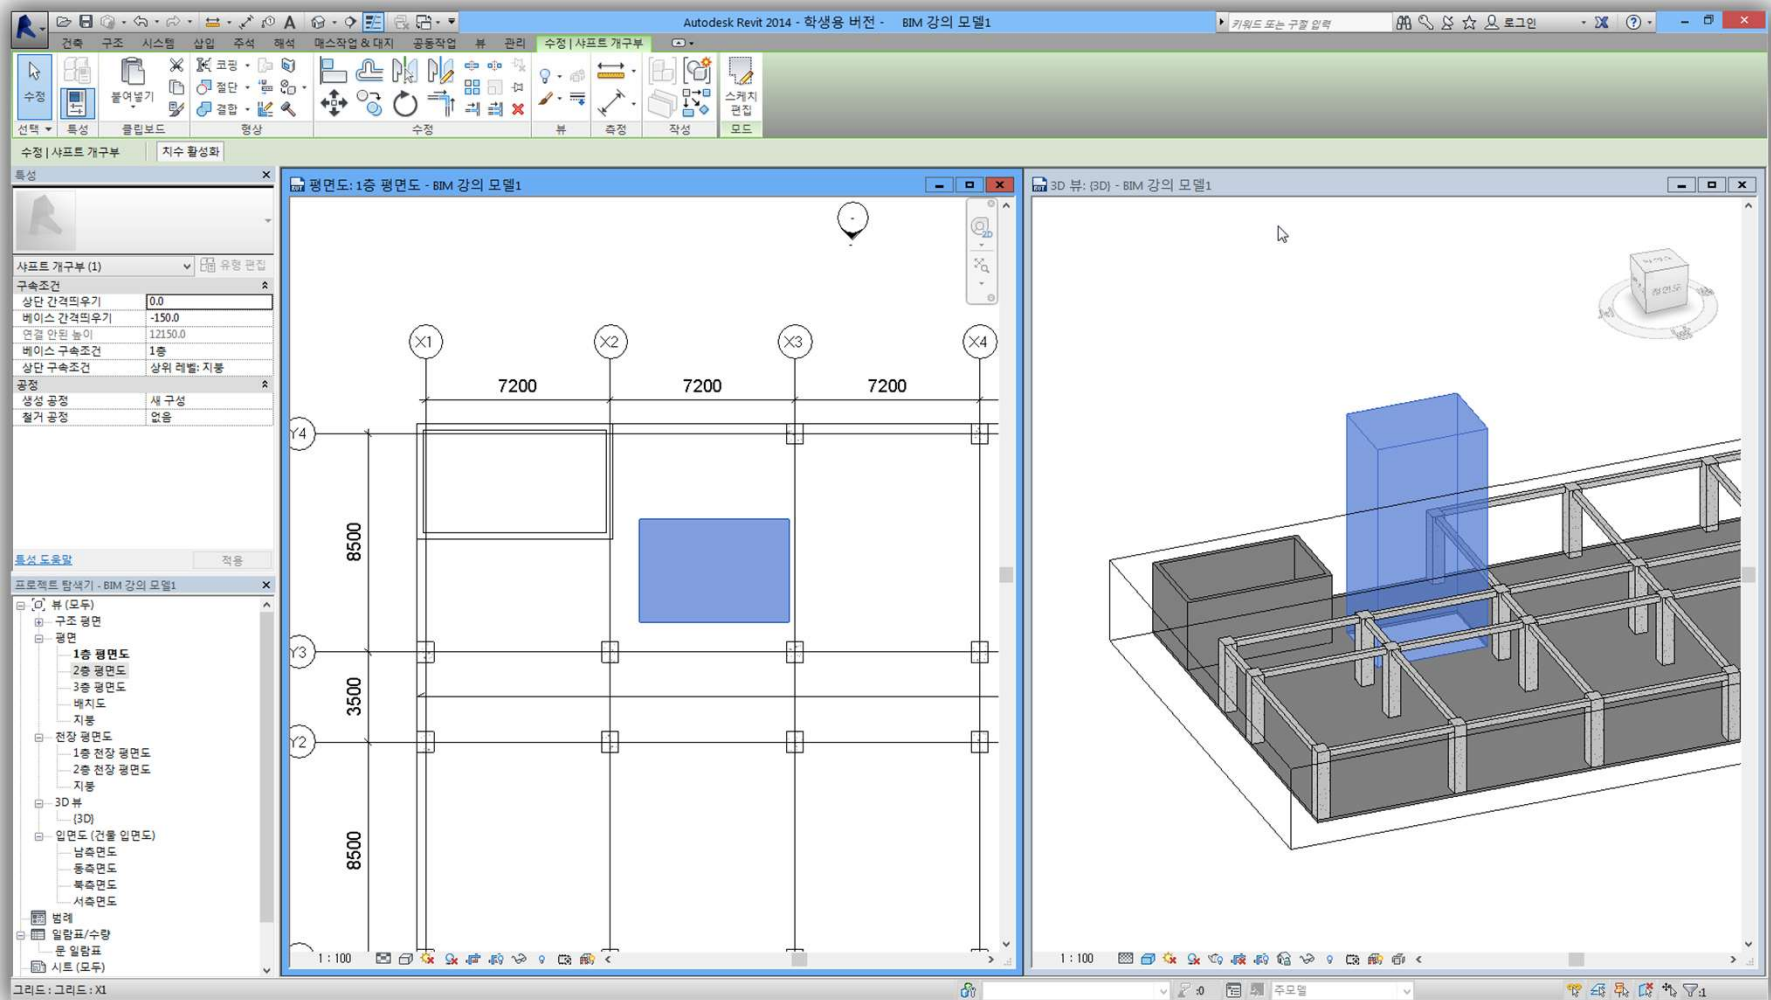 Autodesk Revit 2014 - 학생용 버전 - BIM 강의 모델1
키워드 또는 구절 입력
로그인
건축 구조 시스템 삽입 주석 해석 매스작업 & 대지 공동작업 뷰 관리 수정 | 샤프트 개구부
수정
붙여넣기
코핑
절단
결합
스케치
편집
선택 특성 클립보드 형상 수정 뷰 측정 작성 모드
수정 | 샤프트 개구부 치수 활성화
특성
샤프트 개구부 (1) 유형 편집
구속조건
상단 간격띄우기 0.0
베이스 간격띄우기 -150.0
연결 안된 높이 12150.0
베이스 구속조건 1층
상단 구속조건 상위 레벨: 지붕
공정
생성 공정 새 구성
철거 공정 없음
특성 도움말 적용
프로젝트 탐색기 - BIM 강의 모델1
뷰 (모두)
구조 평면
평면
1층 평면도
2층 평면도
3층 평면도
배치도
지붕
천장 평면도
1층 천장 평면도
2층 천장 평면도
지붕
3D 뷰
{3D}
입면도 (건물 입면도)
남측면도
동측면도
북측면도
서측면도
범례
일람표/수량
문 일람표
시트 (모두)
평면도: 1층 평면도 - BIM 강의 모델1
2D
X1 X2 X3 X4
7200 7200 7200
Y4
8500
Y3
3500
Y2
8500
1 : 100
3D 뷰: {3D} - BIM 강의 모델1
1 : 100
그리드 : 그리드 : X1
:0
주모델
:1